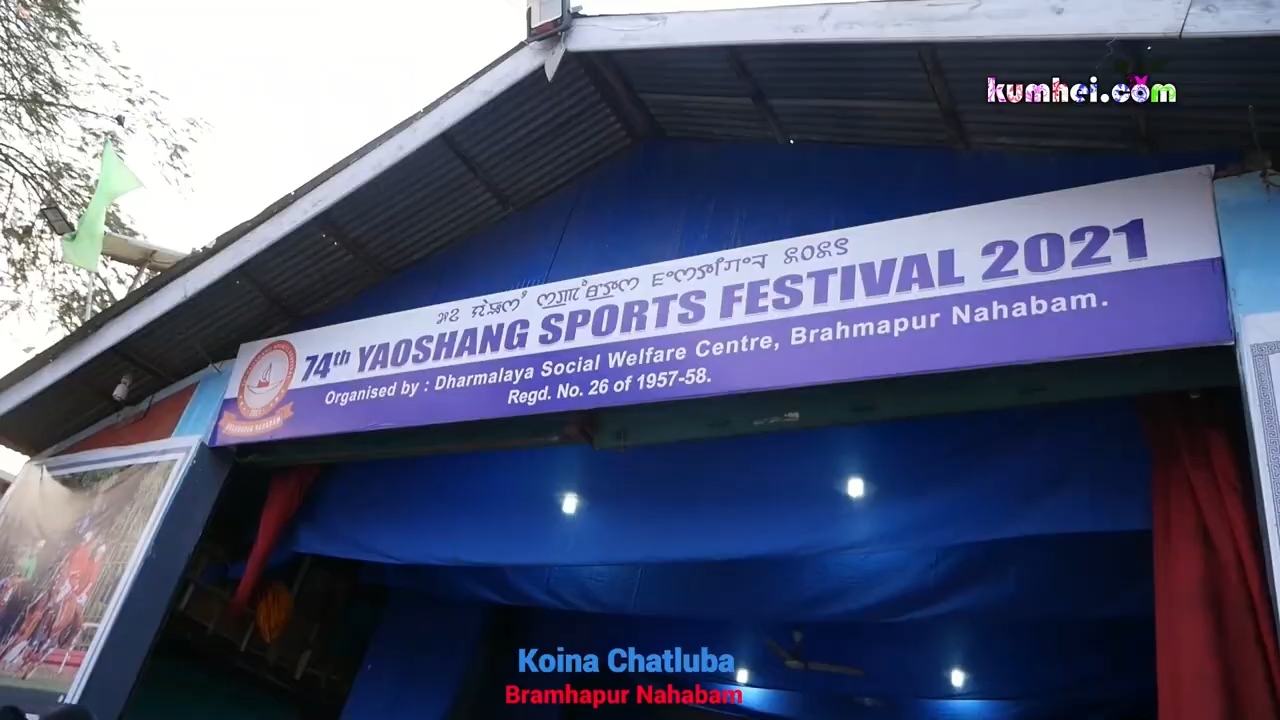 kumhei.com
74th YAOSHANG SPORTS FESTIVAL 2021
Organised by : Dharmalaya Social Welfare Centre, Brahmapur Nahabam.
Regd. No. 26 of 1957-58.
Koina Chatluba
Bramhapur Nahabam